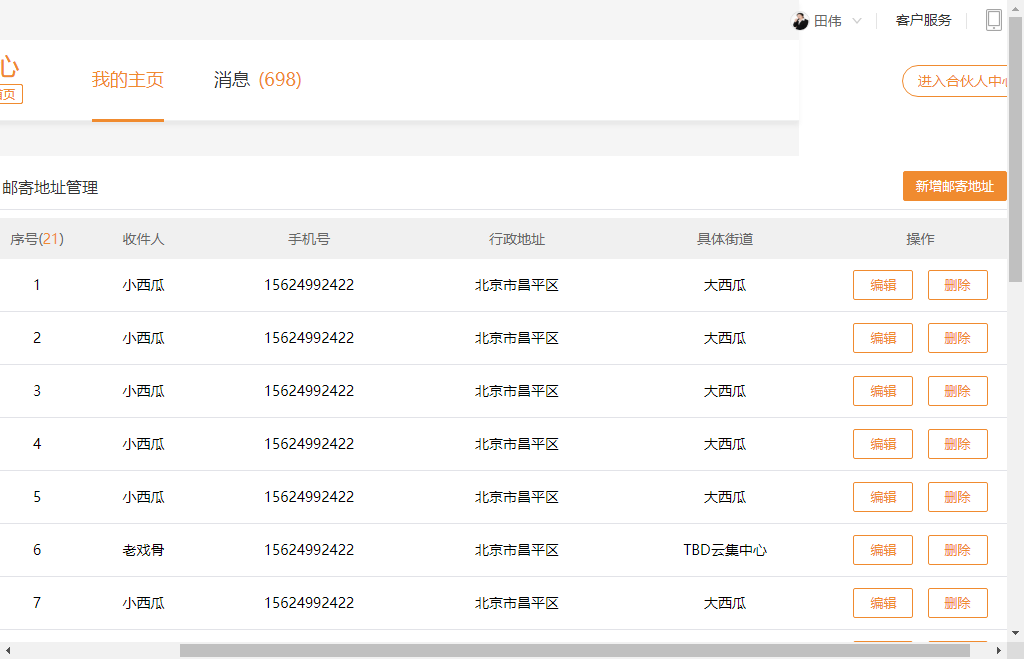 田伟 客户服务
心
我的主页 消息 (698) 进入合伙人中心
首页
邮寄地址管理 新增邮寄地址
序号(21) 收件人 手机号 行政地址 具体街道 操作
1 小西瓜 15624992422 北京市昌平区 大西瓜 编辑 删除
2 小西瓜 15624992422 北京市昌平区 大西瓜 编辑 删除
3 小西瓜 15624992422 北京市昌平区 大西瓜 编辑 删除
4 小西瓜 15624992422 北京市昌平区 大西瓜 编辑 删除
5 小西瓜 15624992422 北京市昌平区 大西瓜 编辑 删除
6 老戏骨 15624992422 北京市昌平区 TBD云集中心 编辑 删除
7 小西瓜 15624992422 北京市昌平区 大西瓜 编辑 删除